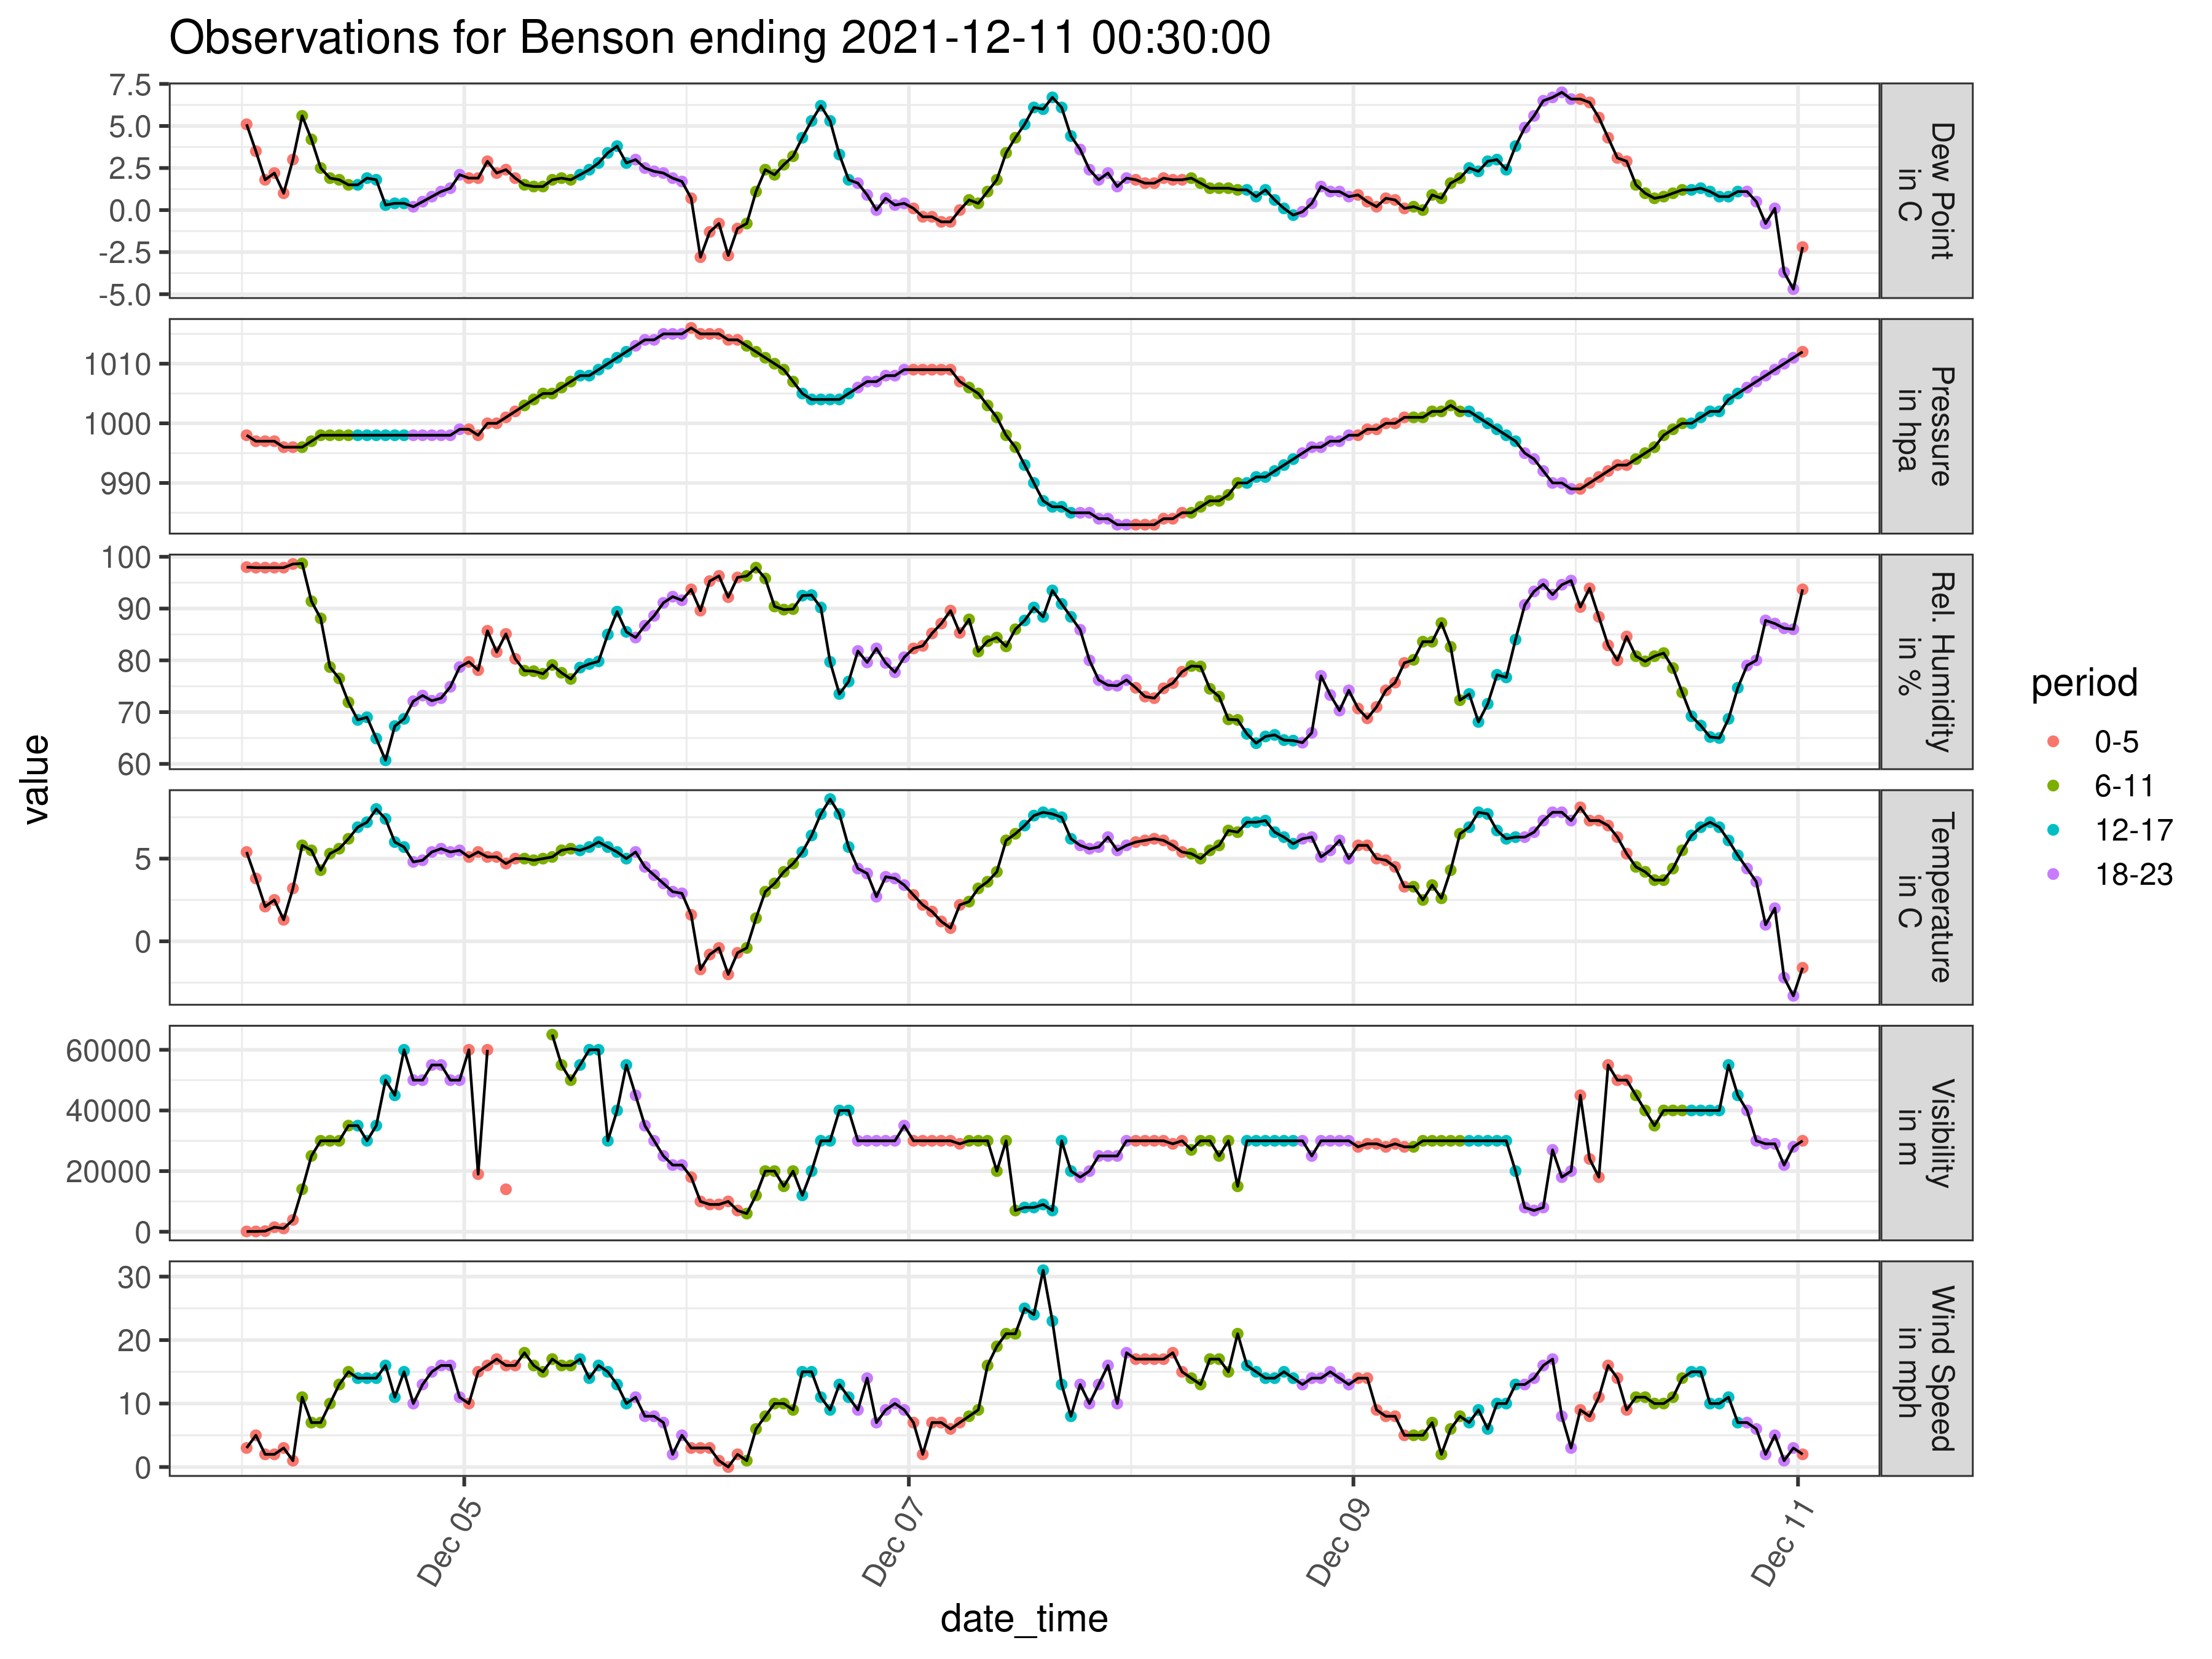 Observations for Benson ending 2021-12-11 00:30:00
value
7.5
5.0
2.5
0.0
-2.5
-5.0
Dew Point
in C
1010
1000
990
Pressure
in hpa
100
90
80
70
60
Rel. Humidity
in %
5
0
Temperature
in C
60000
40000
20000
0
Visibility
in m
30
20
10
0
Wind Speed
in mph
Dec 05
Dec 07
Dec 09
Dec 11
date_time
period
0-5
6-11
12-17
18-23